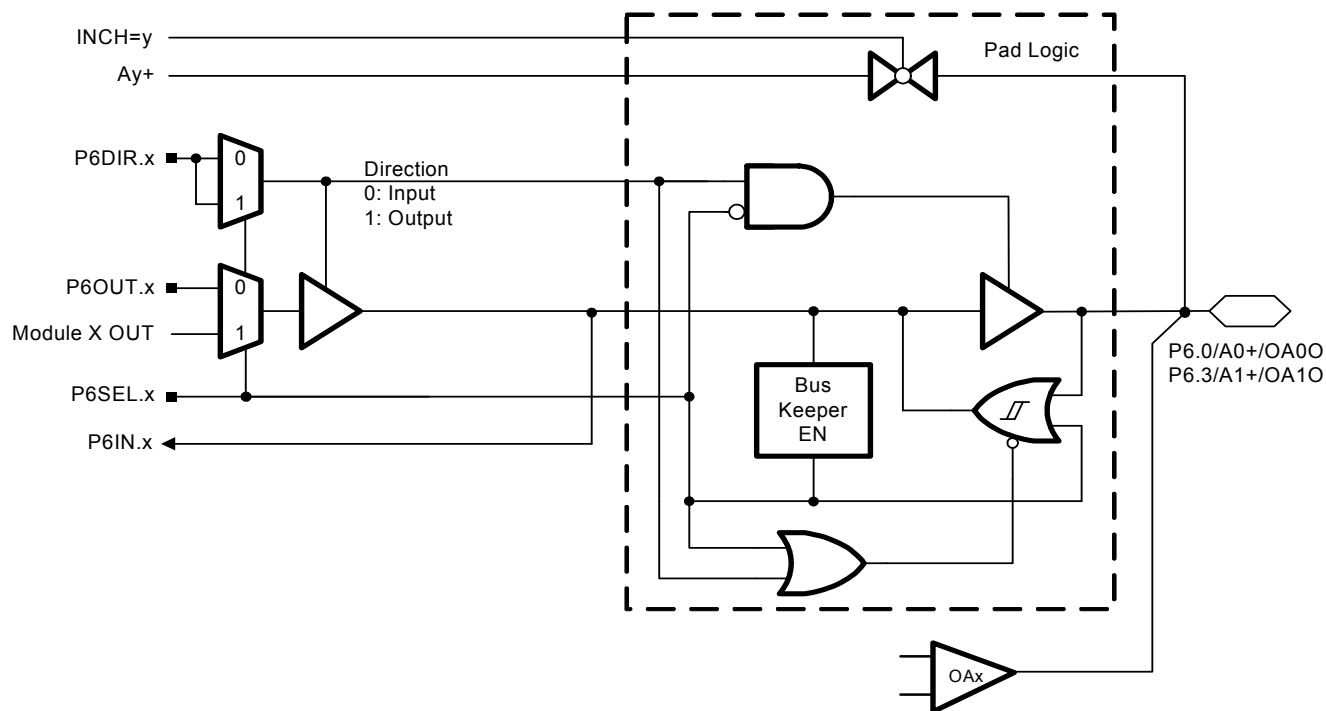 INCH=y
Pad Logic
Ay+
P6DIR.x
0
1
Direction
0: Input
1: Output
P6OUT.x
0
Module X OUT
1
P6SEL.x
P6IN.x
Bus
Keeper
EN
P6.0/A0+/OA0O
P6.3/A1+/OA1O
OAx